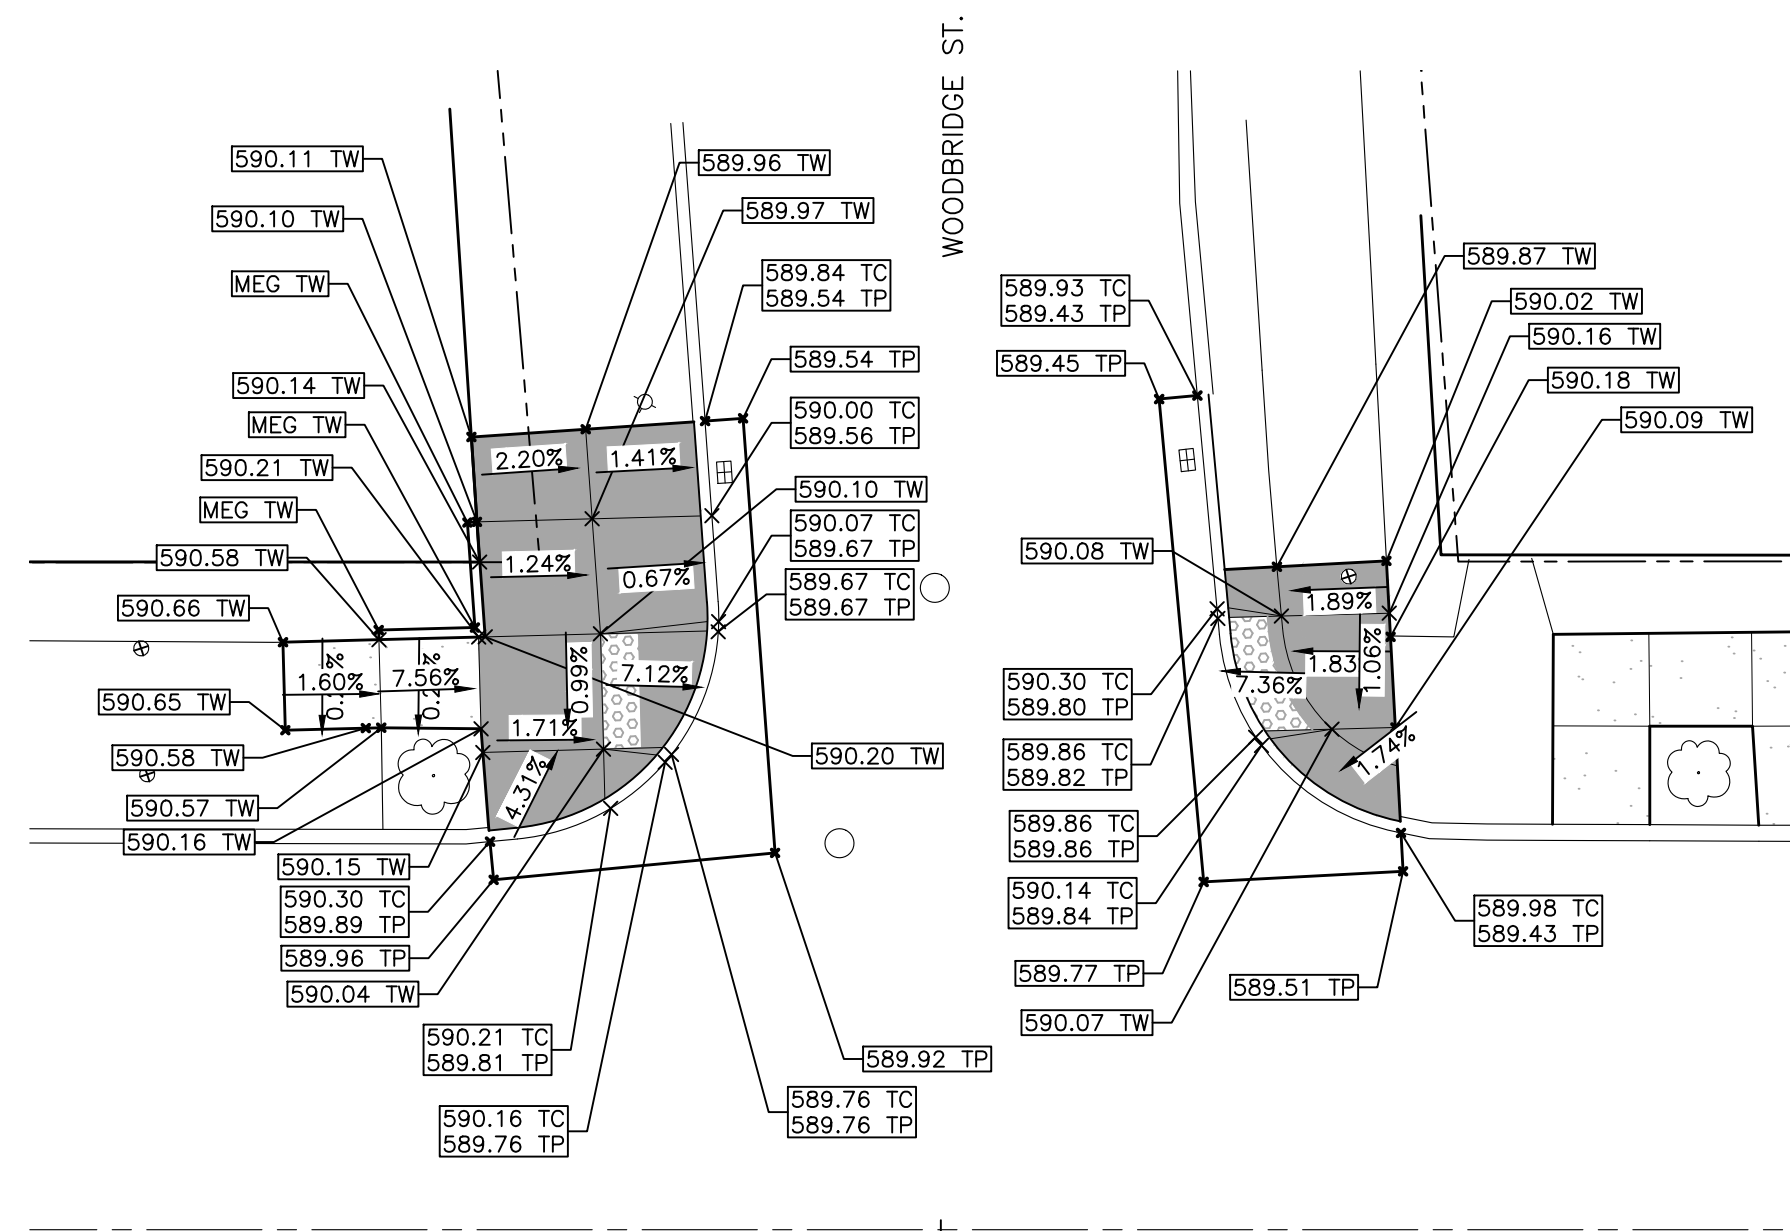 WOODBRIDGE ST.
590.11 TW
590.10 TW
MEG TW
590.14 TW
MEG TW
590.21 TW
MEG TW
590.58 TW
590.66 TW
590.65 TW
590.58 TW
590.57 TW
590.16 TW
590.15 TW
590.30 TC
589.89 TP
589.96 TP
590.04 TW
590.21 TC
589.81 TP
590.16 TC
589.76 TP
589.96 TW
589.97 TW
589.84 TC
589.54 TP
589.54 TP
590.00 TC
589.56 TP
590.10 TW
590.07 TC
589.67 TP
589.67 TC
589.67 TP
590.20 TW
589.92 TP
589.76 TC
589.76 TP
2.20%
1.41%
1.24%
0.67%
0.99%
7.12%
1.71%
4.31%
1.60%
7.56%
589.93 TC
589.43 TP
589.45 TP
590.08 TW
590.30 TC
589.80 TP
589.86 TC
589.82 TP
589.86 TC
589.86 TP
590.14 TC
589.84 TP
589.77 TP
590.07 TW
589.87 TW
590.02 TW
590.16 TW
590.18 TW
590.09 TW
589.98 TC
589.43 TP
589.51 TP
1.89%
1.83
1.06%
7.36%
1.74%